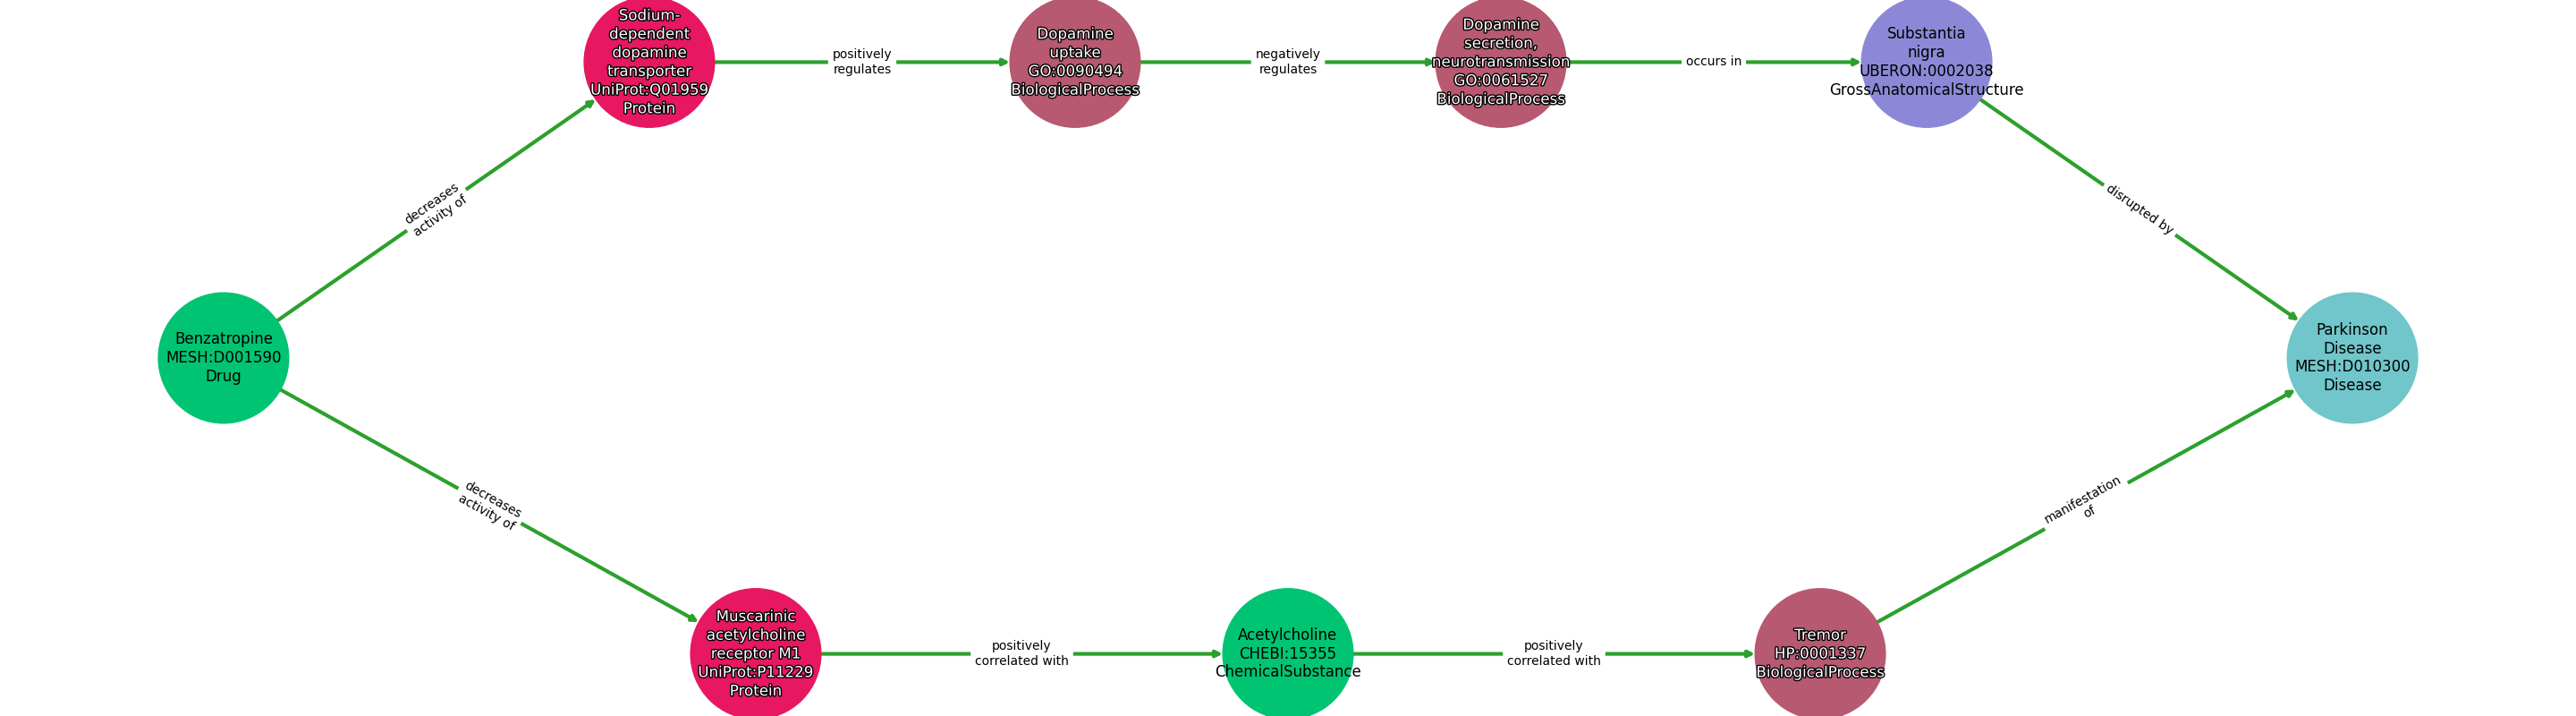 Sodium-
dependent
dopamine
transporter
UniProt:Q01959
Protein
positively
regulates
Dopamine
uptake
GO:0090494
BiologicalProcess
negatively
regulates
Dopamine
secretion,
neurotransmission
GO:0061527
BiologicalProcess
occurs in
Substantia
nigra
UBERON:0002038
GrossAnatomicalStructure
decreases
activity of
disrupted by
Benzatropine
MESH:D001590
Drug
Parkinson
Disease
MESH:D010300
Disease
decreases
activity of
manifestation
of
Muscarinic
acetylcholine
receptor M1
UniProt:P11229
Protein
positively
correlated with
Acetylcholine
CHEBI:15355
ChemicalSubstance
positively
correlated with
Tremor
HP:0001337
BiologicalProcess